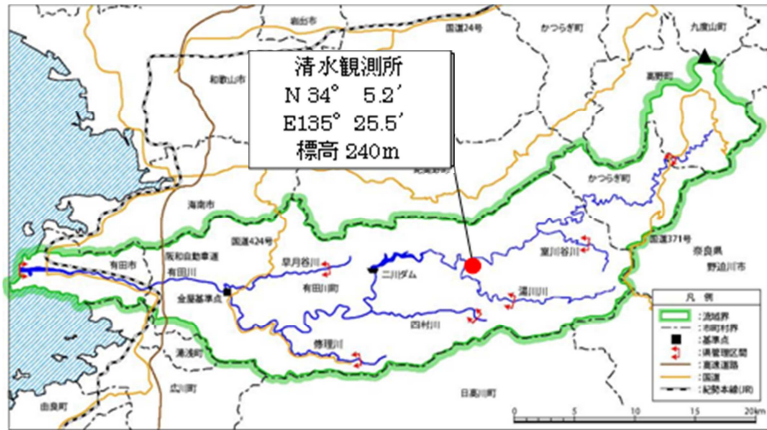 岩出市
国道24号
かつらぎ町
九度山町
和歌山市
高野町
清水観測所
N 34° 5.2′
E135° 25.5′
標高 240m
かつらぎ町
海南市
国道424号
早月谷川
室川谷川
国道371号
奈良県
野迫川市
有田市
阪和自動車道
有田川
有田川町
二川ダム
湯川川
金屋基準点
四村川
修理川
湯浅町
広川町
由良町
日高川町
凡 例
:流域界
:市町村界
:基準点
:県管理区間
:高速道路
:国道
:紀勢本線(JR)
0 5 10 15 20km